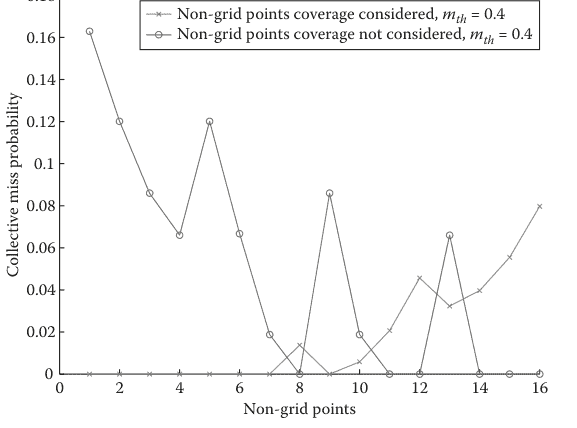 Non-grid points coverage considered, mth = 0.4
Non-grid points coverage not considered, mth = 0.4
0.16
0.14
0.12
0.1
0.08
0.06
0.04
0.02
0
Collective miss probability
0 2 4 6 8 10 12 14 16
Non-grid points